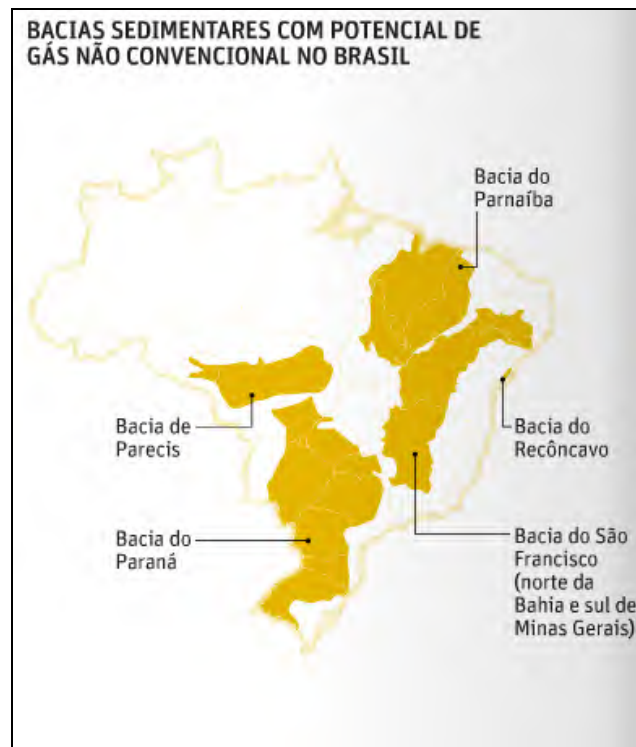 BACIAS SEDIMENTARES COM POTENCIAL DE
GÁS NÃO CONVENCIONAL NO BRASIL
Bacia do
Parnaíba
Bacia de
Parecis
Bacia do
Recôncavo
Bacia do
Paraná
Bacia do São
Francisco
(norte da
Bahia e sul de
Minas Gerais)